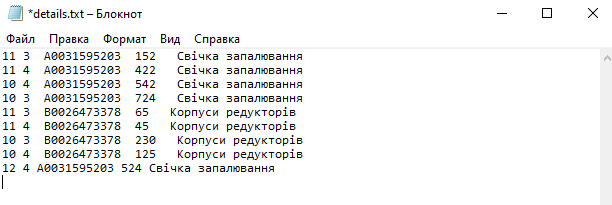 *details.txt – Блокнот
Файл Правка Формат Вид Справка
11 3 A0031595203 152 Свічка запалювання
11 4 A0031595203 422 Свічка запалювання
10 4 A0031595203 542 Свічка запалювання
10 3 A0031595203 724 Свічка запалювання
11 3 B0026473378 65 Корпуси редукторів
11 4 B0026473378 45 Корпуси редукторів
10 3 B0026473378 230 Корпуси редукторів
10 4 B0026473378 125 Корпуси редукторів
12 4 A0031595203 524 Свічка запалювання